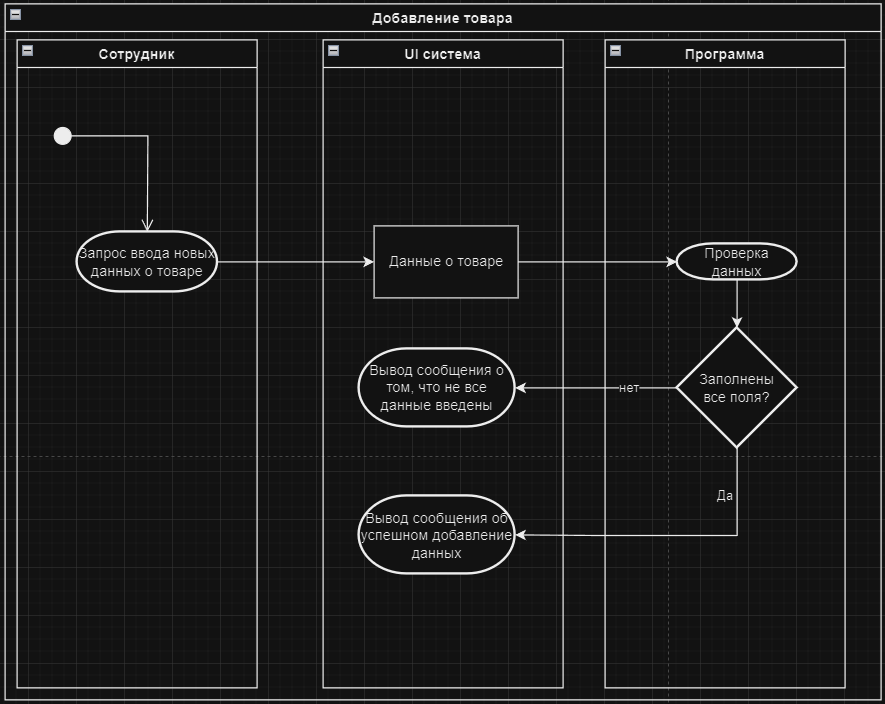 Добавление товара
Сотрудник
UI система
Программа
Запрос ввода новых
данных о товаре
Данные о товаре
Проверка
данных
Вывод сообщения о
том, что не все
данные введены
нет
Заполнены
все поля?
Да
Вывод сообщения об
успешном добавление
данных